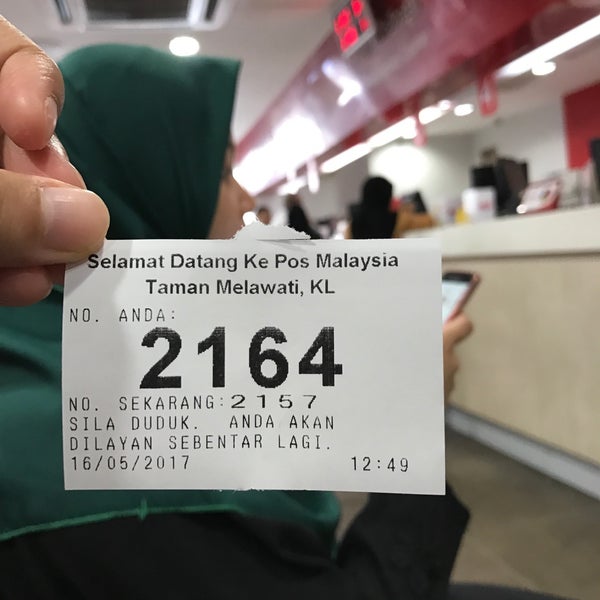 Selamat Datang Ke Pos Malaysia
Taman Melawati, KL
NO. ANDA:
2164
NO. SEKARANG:2157
SILA DUDUK. ANDA AKAN
DILAYAN SEBENTAR LAGI.
16/05/2017 12:49